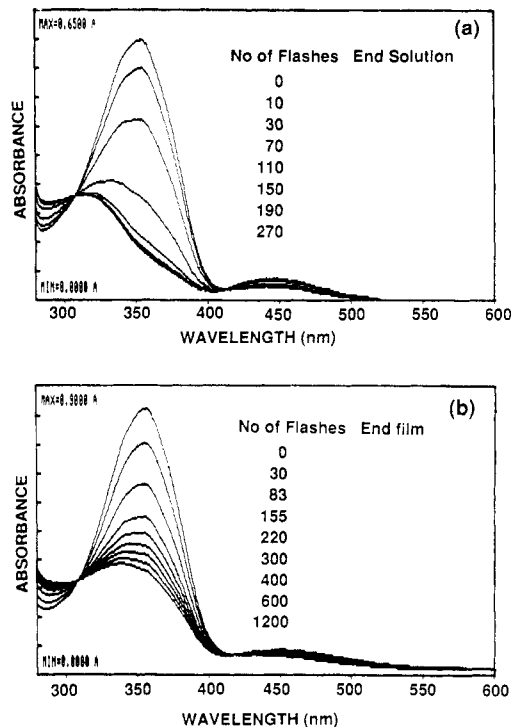 (a)
MAX=0.6500 A
No of Flashes End Solution
0
10
30
70
110
150
190
270
ABSORBANCE
MIN=0.0000 A
300 350 400 450 500 550 600
WAVELENGTH (nm)
(b)
MAX=0.9000 A
No of Flashes End film
0
30
83
155
220
300
400
600
1200
ABSORBANCE
MIN=0.0000 A
300 350 400 450 500 550 600
WAVELENGTH (nm)